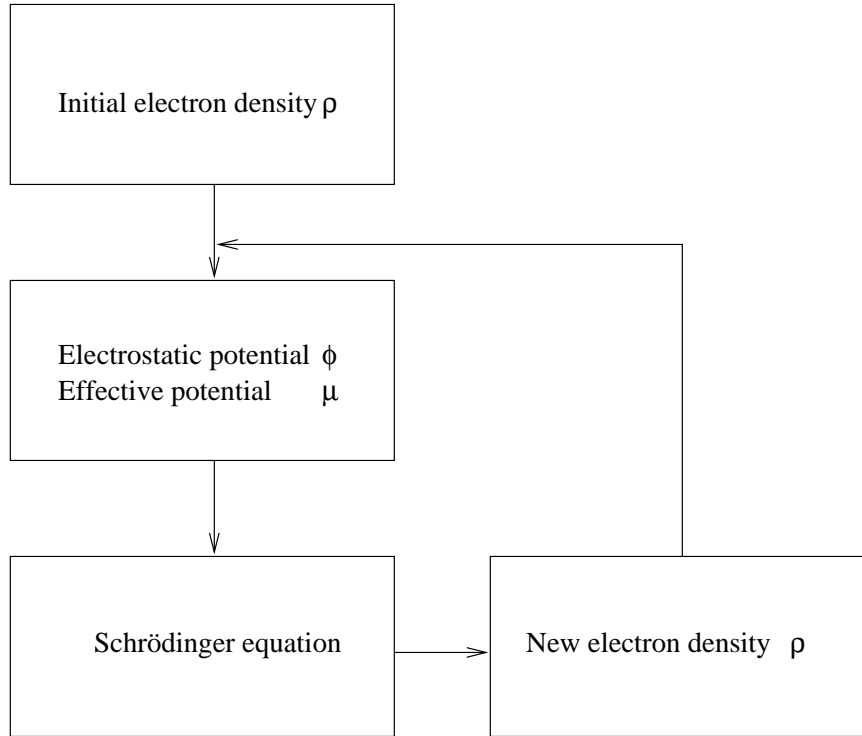 Initial electron density ρ
Electrostatic potential ϕ
Effective potential μ
Schrödinger equation
New electron density ρ